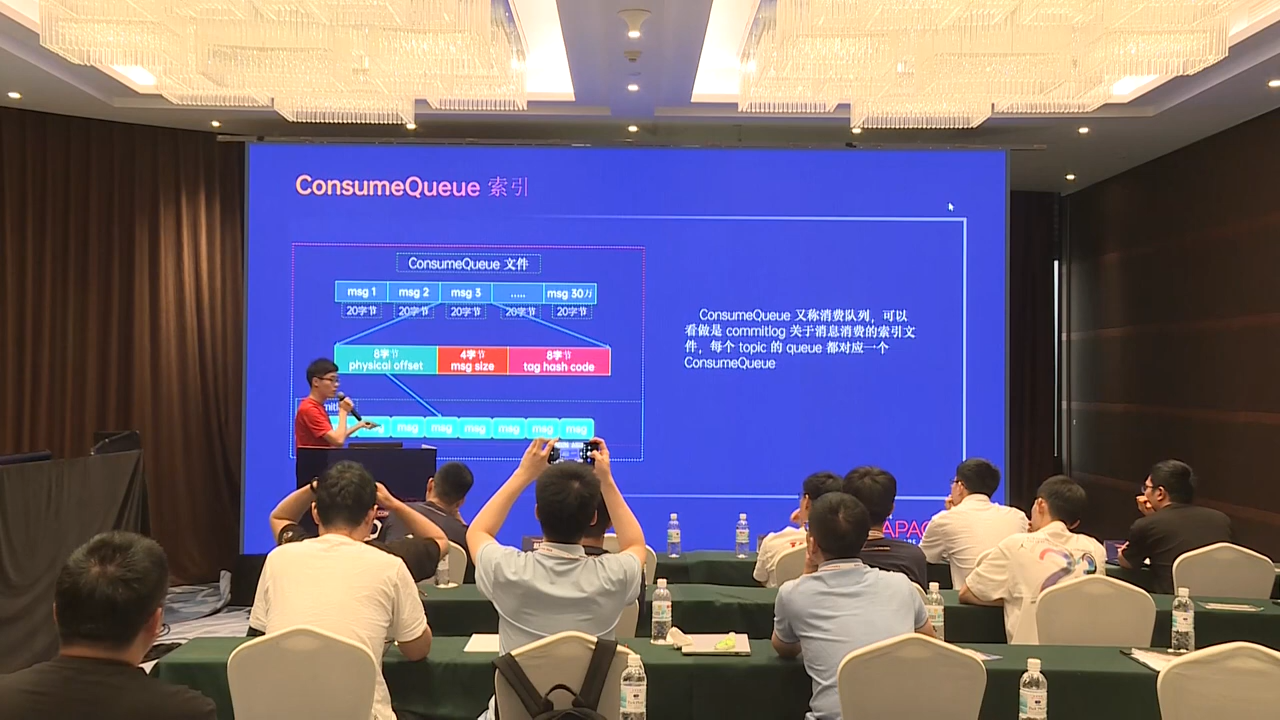 ConsumeQueue 索引
ConsumeQueue 文件
msg 1 msg 2 msg 3 ..... msg 30万
20字节 20字节 20字节 20字节 20字节
8字节 4字节 8字节
physical offset msg size tag hash code
msg msg msg msg msg msg
ConsumeQueue 又称消费队列，可以
看做是 commitlog 关于消息消费的索引文
件，每个 topic 的 queue 都对应一个
ConsumeQueue